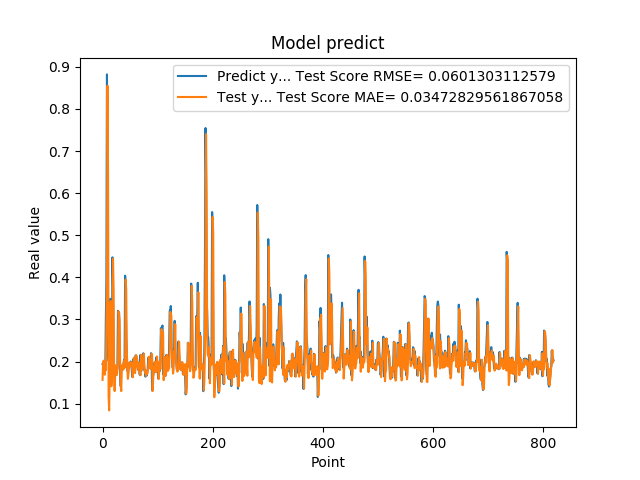 Model predict
Predict y... Test Score RMSE= 0.0601303112579
Test y... Test Score MAE= 0.03472829561867058
Real value
0.9
0.8
0.7
0.6
0.5
0.4
0.3
0.2
0.1
0 200 400 600 800
Point